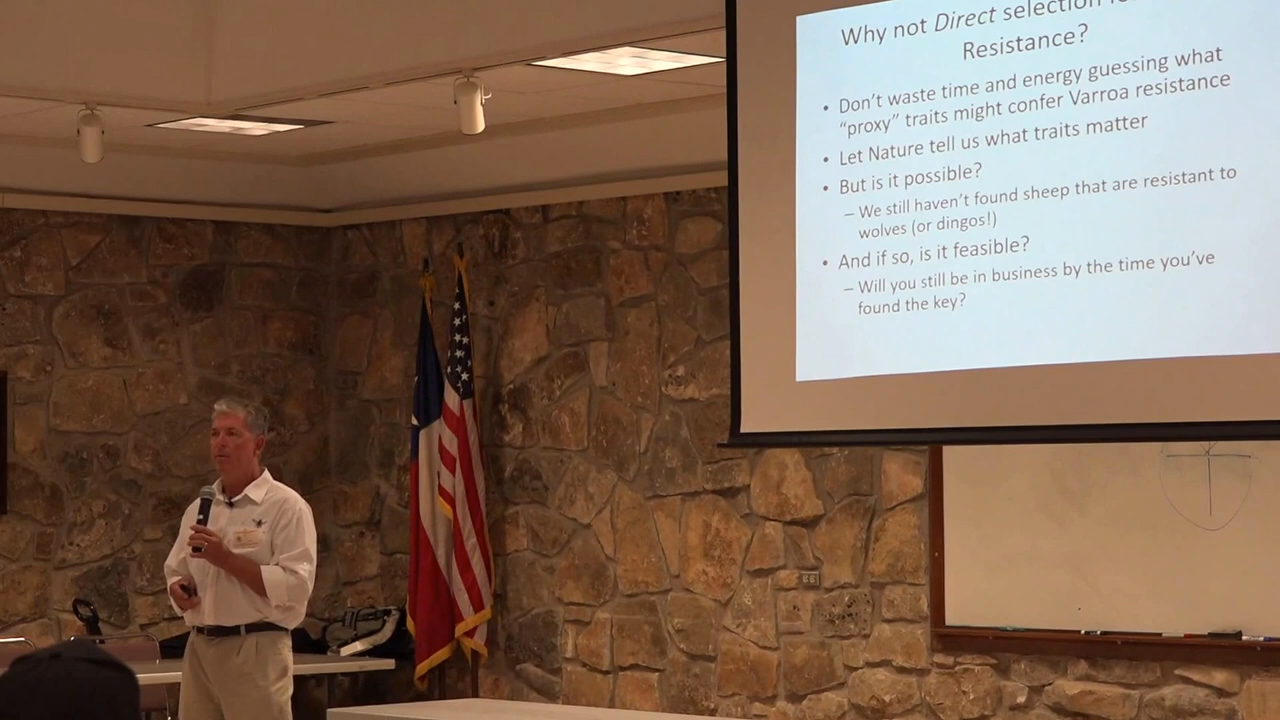 Why not Direct selection
Resistance?
• Don't waste time and energy guessing what
"proxy" traits might confer Varroa resistance
• Let Nature tell us what traits matter
• But is it possible?
– We still haven't found sheep that are resistant to
wolves (or dingos!)
• And if so, is it feasible?
– Will you still be in business by the time you've
found the key?